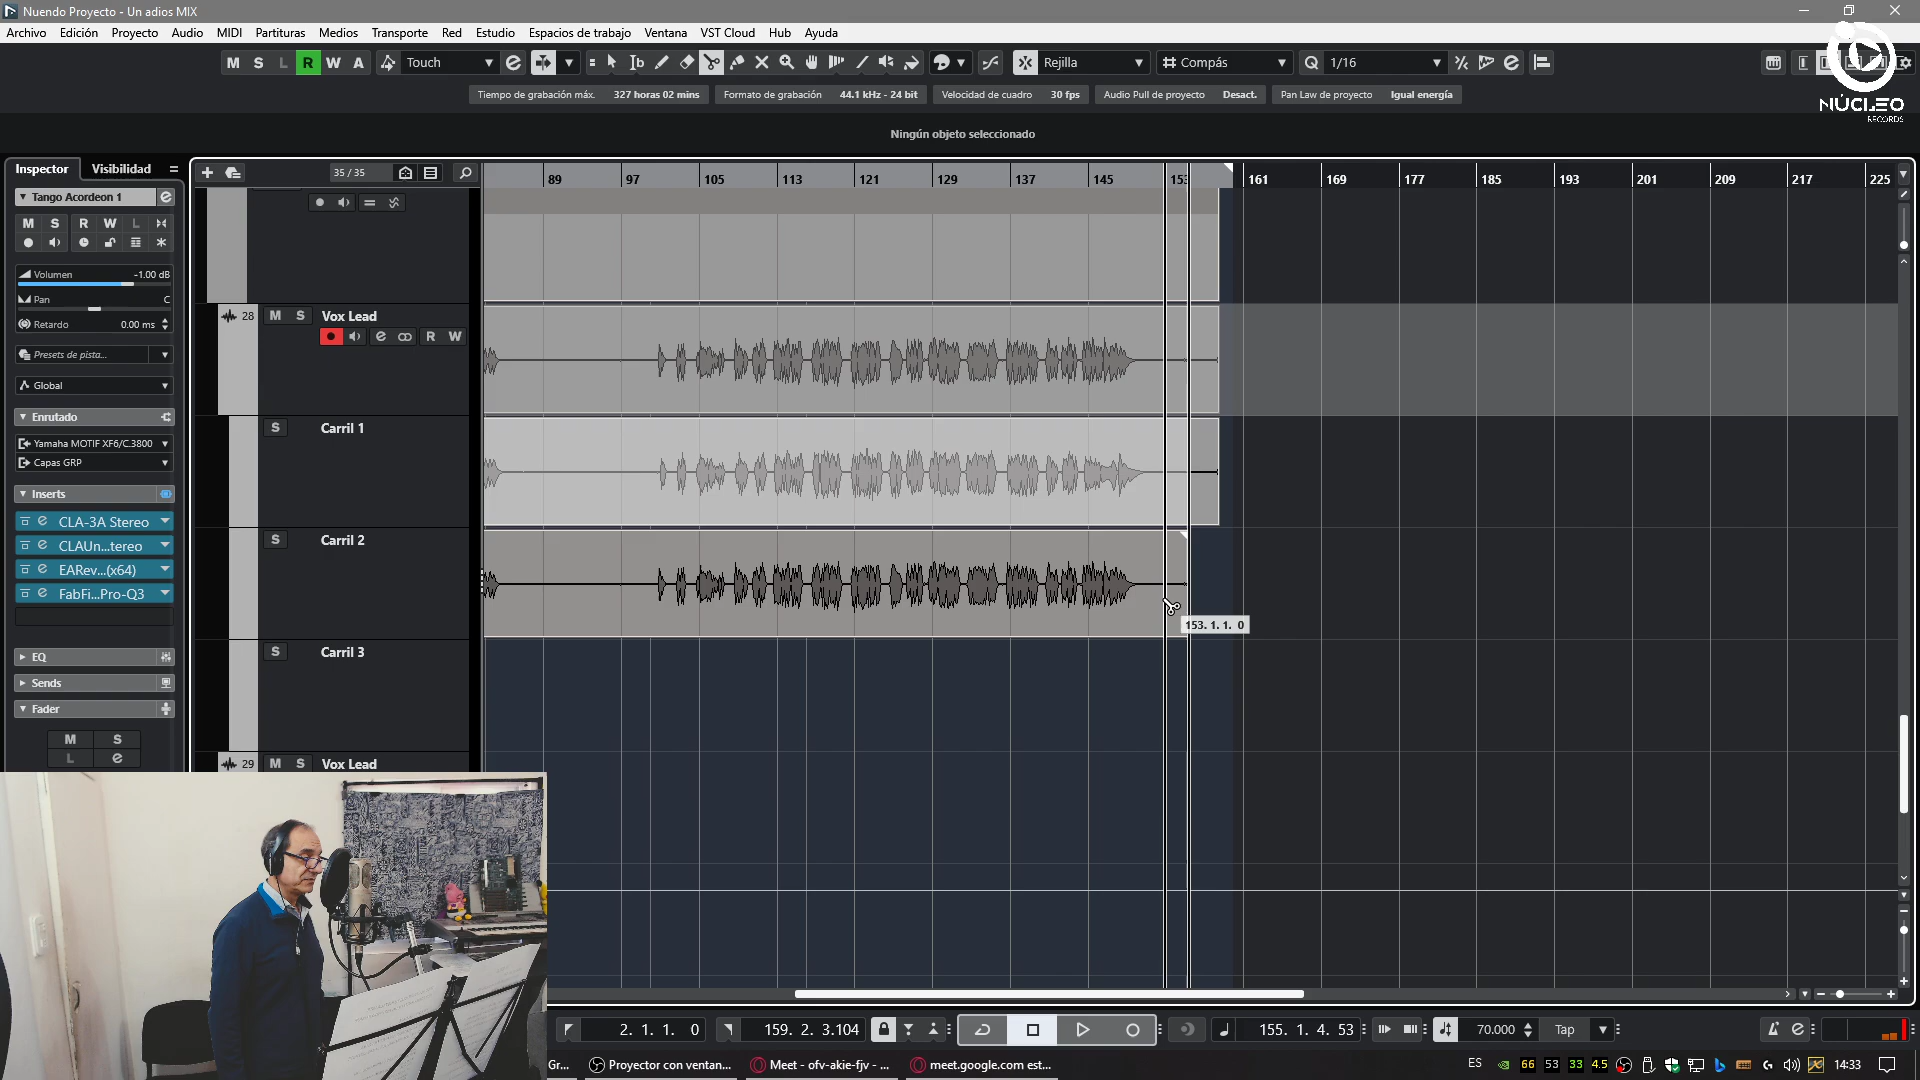 Nuendo Proyecto - Un adios MIX
Archivo Edición Proyecto Audio MIDI Partituras Medios Transporte Red Estudio Espacios de trabajo Ventana VST Cloud Hub Ayuda
M S L R W A Touch Rejilla Compás Q 1/16
NÚCLEO
RECORDS
Tiempo de grabación máx. 327 horas 02 mins Formato de grabación 44.1 kHz - 24 bit Velocidad de cuadro 30 fps Audio Pull de proyecto Desact. Pan Law de proyecto Igual energía
Ningún objeto seleccionado
Inspector Visibilidad
35 / 35
89 97 105 113 121 129 137 145 153 161 169 177 185 193 201 209 217 225
Tango Acordeon 1
M S R W L
Volumen -1.00 dB
Pan C
Retardo 0.00 ms
Presets de pista...
Global
Enrutado
Yamaha MOTIF XF6/C.3800
Capas GRP
Inserts
CLA-3A Stereo
CLAUn...tereo
EARev...(x64)
FabFi...Pro-Q3
EQ
Sends
Fader
M S
L e
28 M S Vox Lead
R W
S Carril 1
S Carril 2
153. 1. 1. 0
S Carril 3
29 M S Vox Lead
2. 1. 1. 0 159. 2. 3.104 155. 1. 4. 53 70.000 Tap
Gr... Proyector con ventan... Meet - ofv-akie-fjv - ... meet.google.com est... ES 66 53 33 4.5 14:33